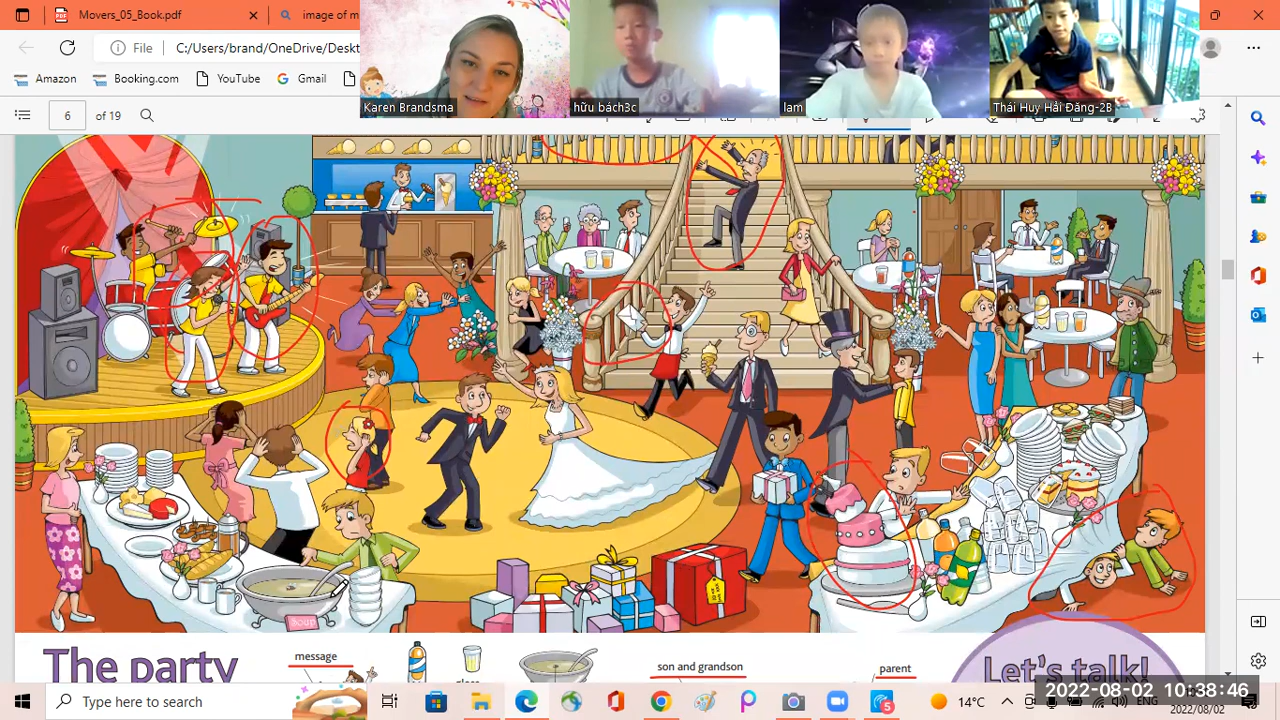 Movers_05_Book.pdf
image of m
File
C:/Users/brand/OneDrive/Deskt
Amazon
Booking.com
YouTube
Gmail
Karen Brandsma
hữu bách3c
lam
Thái Huy Hải Đăng-2B
6
of 19
Soup
The party
message
glass
son and grandson
parent
Let's talk!
Type here to search
5
14°C
ENG
2022-08-02 10:38:46
2022/08/02